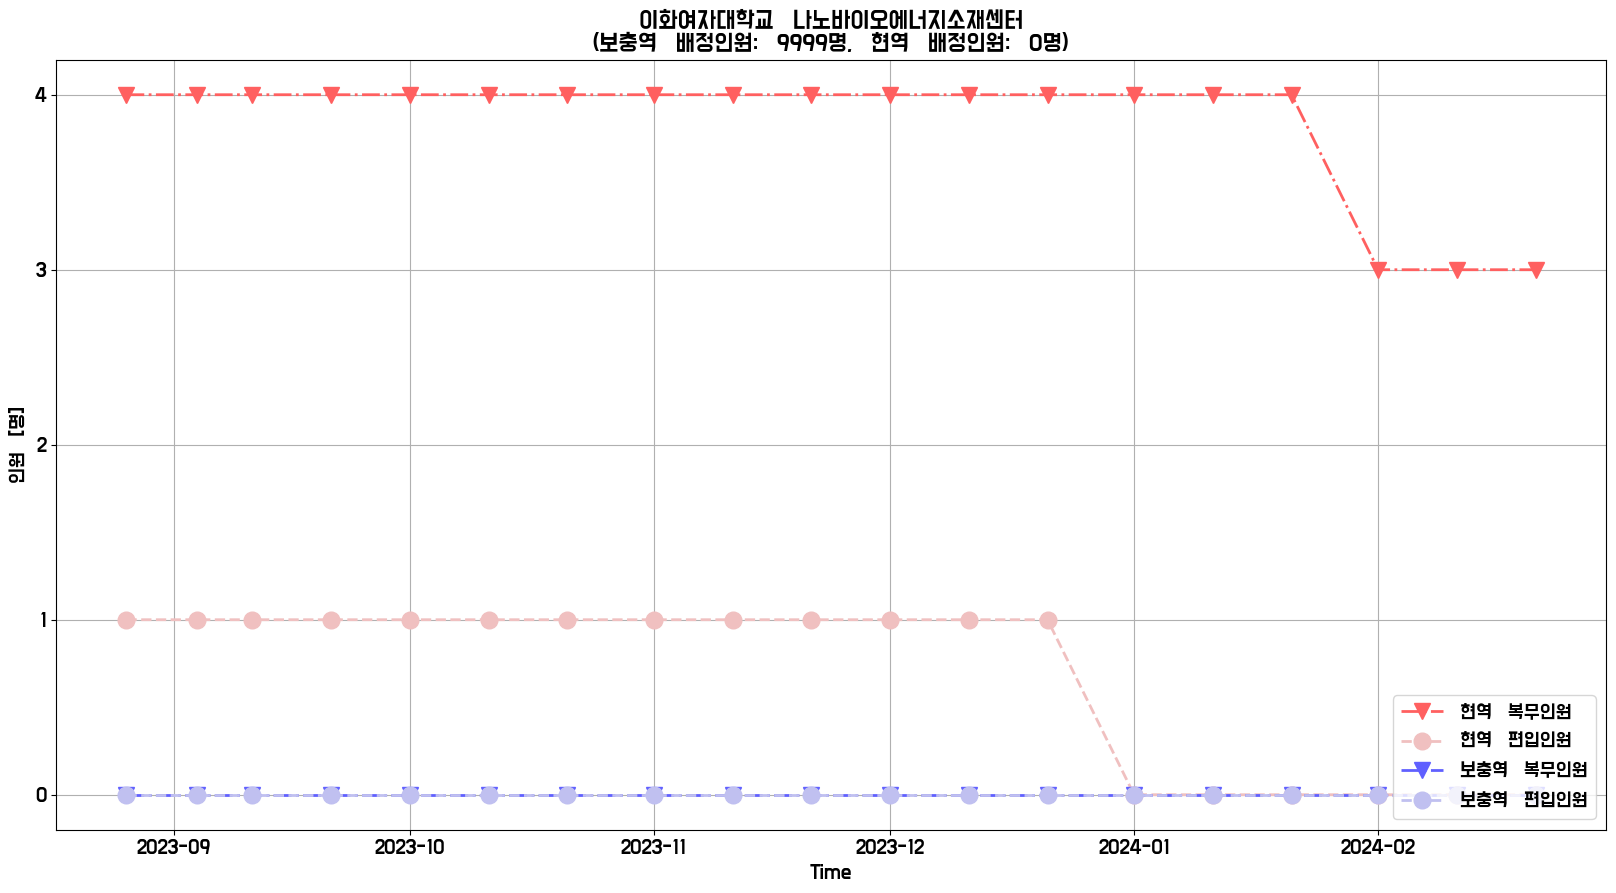 이화여자대학교 나노바이오에너지소재센터
(보충역 배정인원: 9999명, 현역 배정인원: 0명)
4
3
2
1
0
인원 [명]
2023-09 2023-10 2023-11 2023-12 2024-01 2024-02
Time
현역 복무인원
현역 편입인원
보충역 복무인원
보충역 편입인원